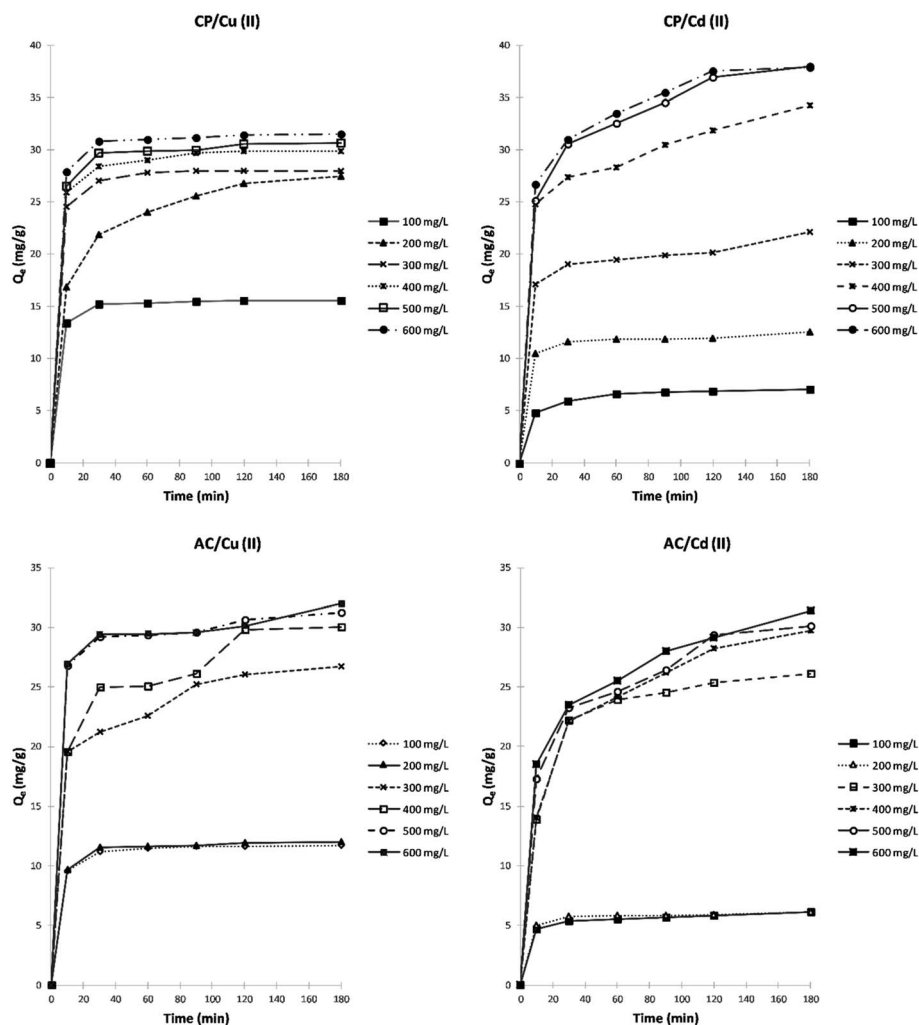 CP/Cu (II)
40
35
30
25
20
15
10
5
0
Qe (mg/g)
0 20 40 60 80 100 120 140 160 180
Time (min)
100 mg/L
200 mg/L
300 mg/L
400 mg/L
500 mg/L
600 mg/L
CP/Cd (II)
40
35
30
25
20
15
10
5
0
Qe (mg/g)
0 20 40 60 80 100 120 140 160 180
Time (min)
100 mg/L
200 mg/L
300 mg/L
400 mg/L
500 mg/L
600 mg/L
AC/Cu (II)
35
30
25
20
15
10
5
0
Qe (mg/g)
0 20 40 60 80 100 120 140 160 180
Time (min)
100 mg/L
200 mg/L
300 mg/L
400 mg/L
500 mg/L
600 mg/L
AC/Cd (II)
35
30
25
20
15
10
5
0
Qe (mg/g)
0 20 40 60 80 100 120 140 160 180
Time (min)
100 mg/L
200 mg/L
300 mg/L
400 mg/L
500 mg/L
600 mg/L